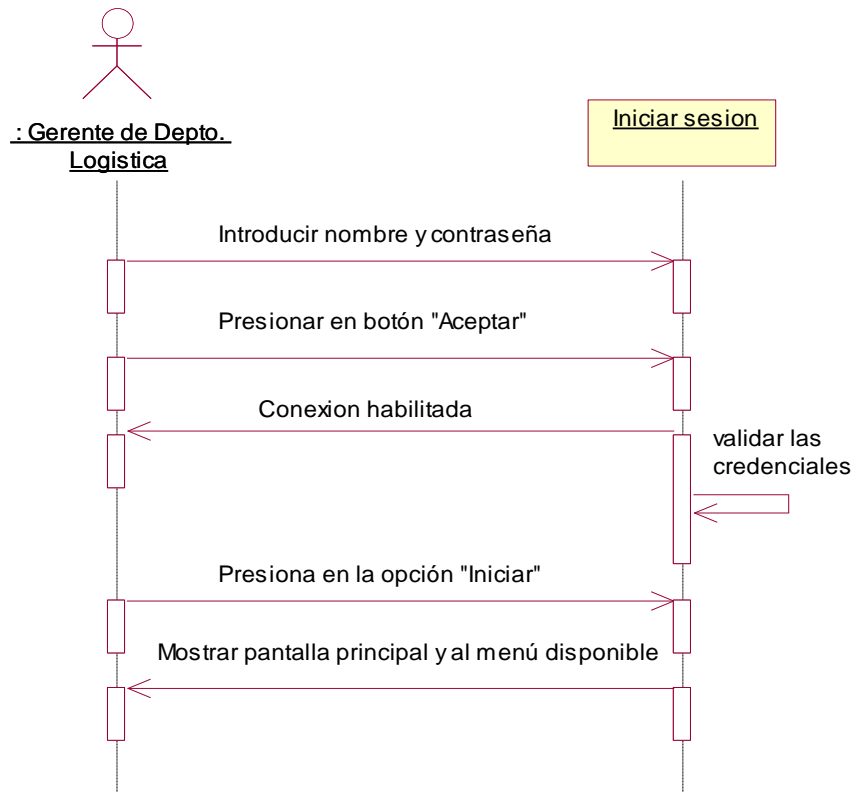 : Gerente de Depto.
Logistica
Iniciar sesion
Introducir nombre y contraseña
Presionar en botón "Aceptar"
Conexion habilitada
validar las
credenciales
Presiona en la opción "Iniciar"
Mostrar pantalla principal y al menú disponible